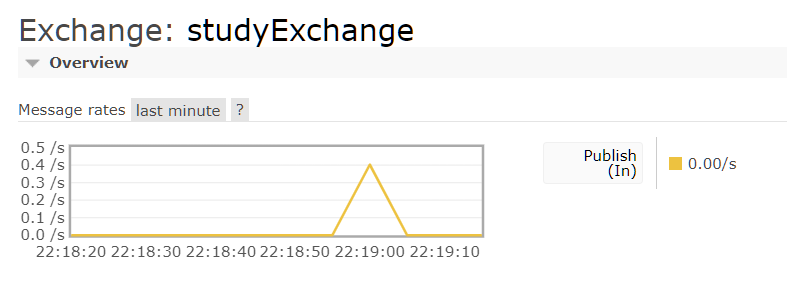 Exchange: studyExchange
Overview
Message rates last minute ?
0.5 /s
0.4 /s
0.3 /s
0.2 /s
0.1 /s
0.0 /s
22:18:20 22:18:30 22:18:40 22:18:50 22:19:00 22:19:10
Publish
(In)
0.00/s